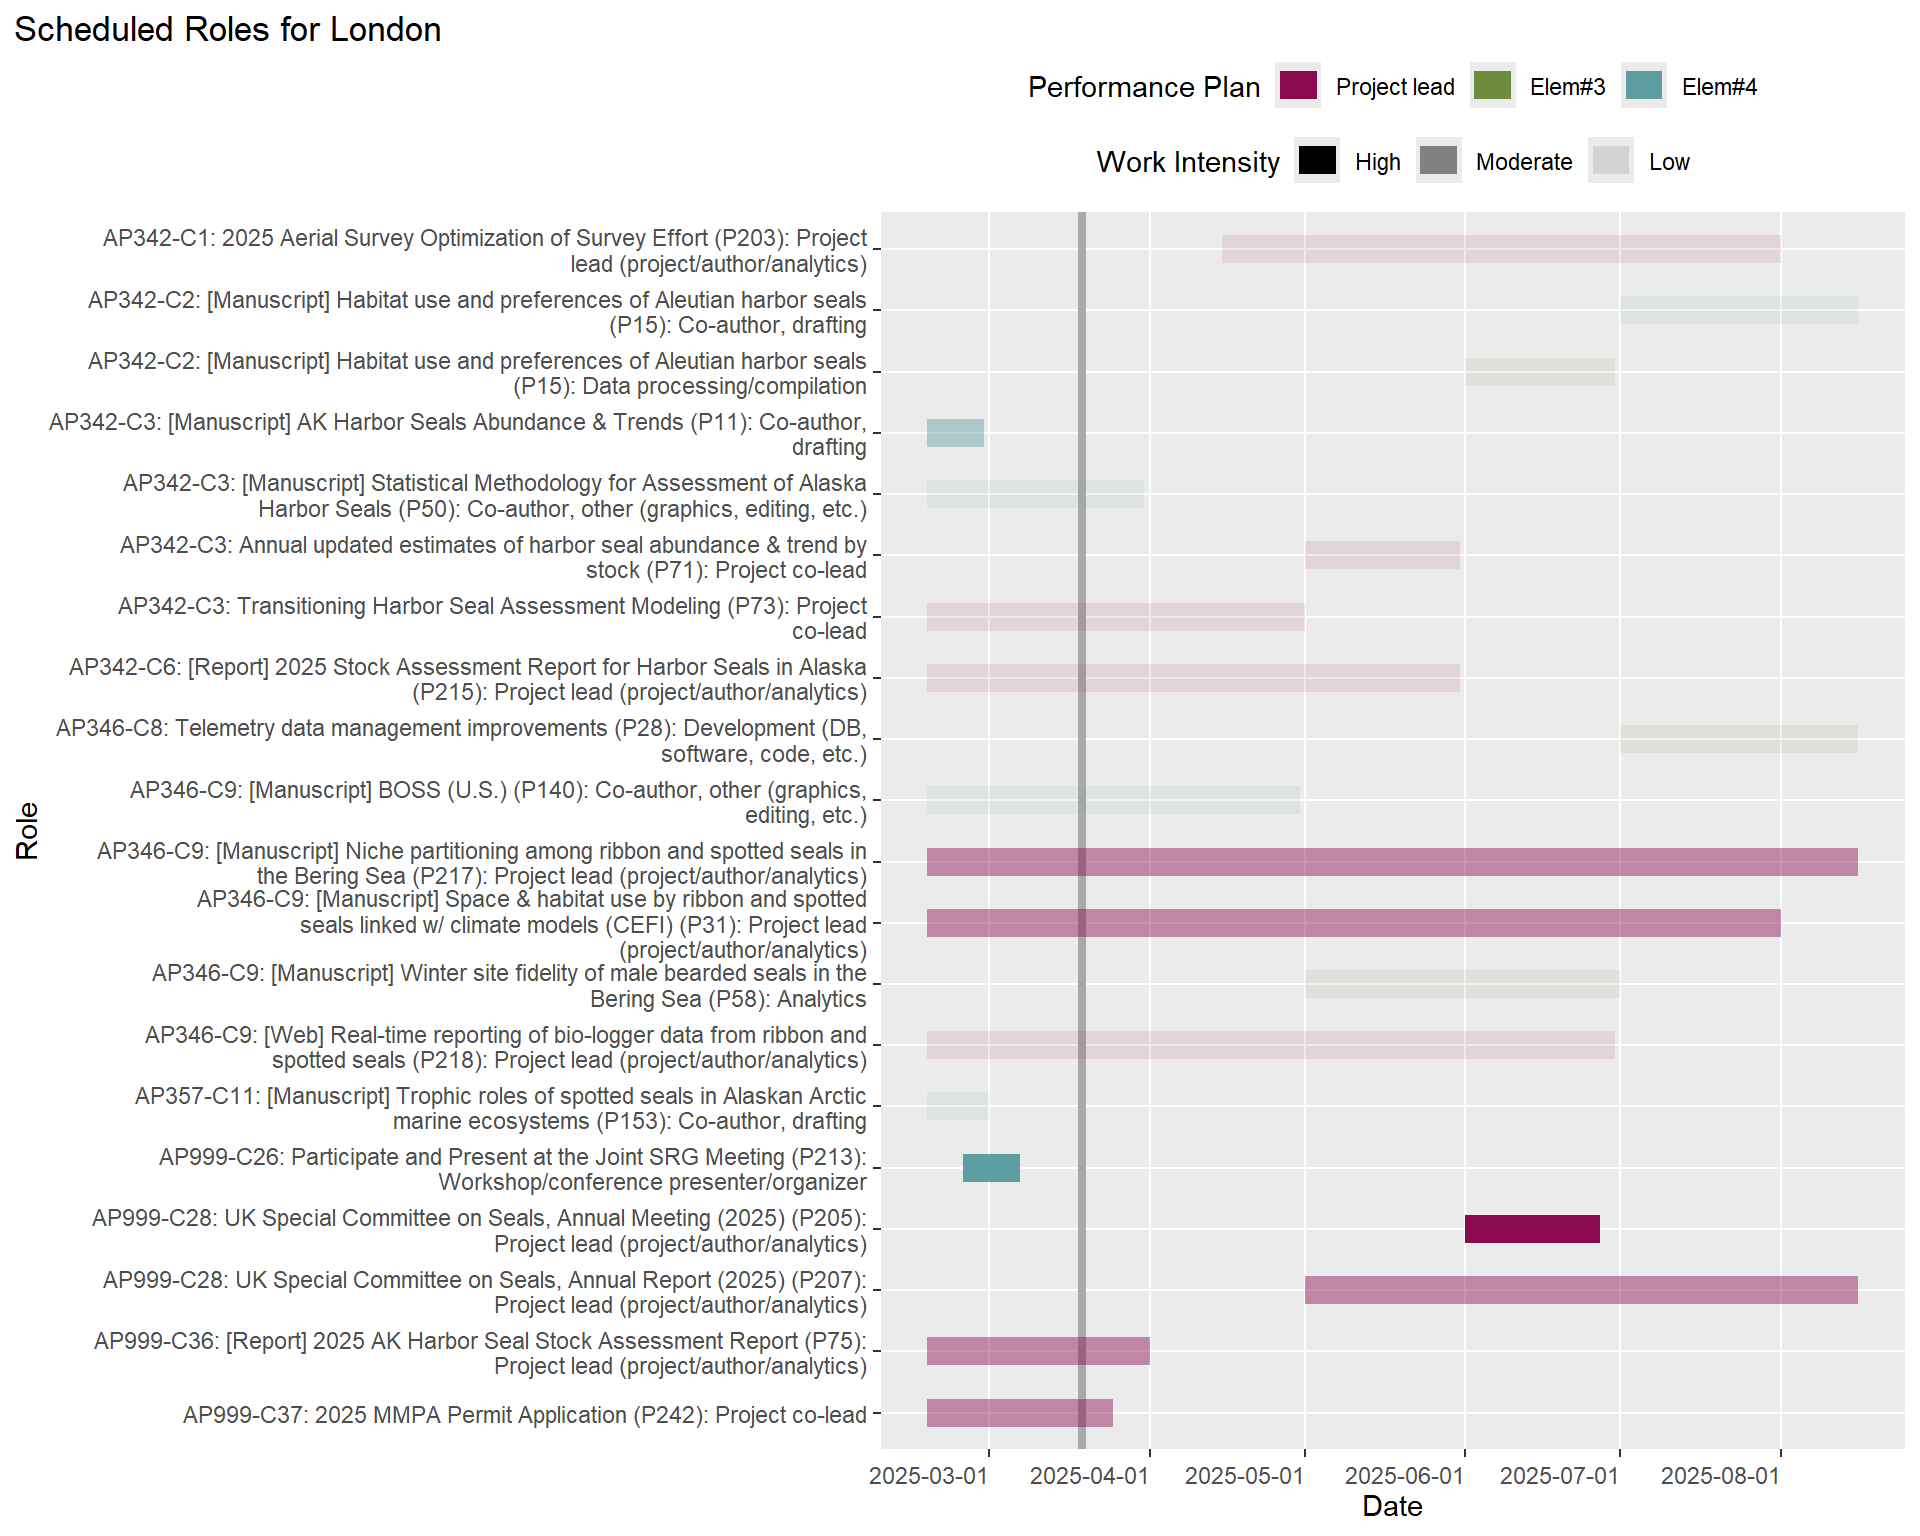 Scheduled Roles for London
Performance Plan Project lead Elem#3 Elem#4
Work Intensity High Moderate Low
AP342-C1: 2025 Aerial Survey Optimization of Survey Effort (P203): Project
lead (project/author/analytics)
AP342-C2: [Manuscript] Habitat use and preferences of Aleutian harbor seals
(P15): Co-author, drafting
AP342-C2: [Manuscript] Habitat use and preferences of Aleutian harbor seals
(P15): Data processing/compilation
AP342-C3: [Manuscript] AK Harbor Seals Abundance & Trends (P11): Co-author,
drafting
AP342-C3: [Manuscript] Statistical Methodology for Assessment of Alaska
Harbor Seals (P50): Co-author, other (graphics, editing, etc.)
AP342-C3: Annual updated estimates of harbor seal abundance & trend by
stock (P71): Project co-lead
AP342-C3: Transitioning Harbor Seal Assessment Modeling (P73): Project
co-lead
AP342-C6: [Report] 2025 Stock Assessment Report for Harbor Seals in Alaska
(P215): Project lead (project/author/analytics)
AP346-C8: Telemetry data management improvements (P28): Development (DB,
software, code, etc.)
AP346-C9: [Manuscript] BOSS (U.S.) (P140): Co-author, other (graphics,
editing, etc.)
AP346-C9: [Manuscript] Niche partitioning among ribbon and spotted seals in
the Bering Sea (P217): Project lead (project/author/analytics)
AP346-C9: [Manuscript] Space & habitat use by ribbon and spotted
seals linked w/ climate models (CEFI) (P31): Project lead
(project/author/analytics)
AP346-C9: [Manuscript] Winter site fidelity of male bearded seals in the
Bering Sea (P58): Analytics
AP346-C9: [Web] Real-time reporting of bio-logger data from ribbon and
spotted seals (P218): Project lead (project/author/analytics)
AP357-C11: [Manuscript] Trophic roles of spotted seals in Alaskan Arctic
marine ecosystems (P153): Co-author, drafting
AP999-C26: Participate and Present at the Joint SRG Meeting (P213):
Workshop/conference presenter/organizer
AP999-C28: UK Special Committee on Seals, Annual Meeting (2025) (P205):
Project lead (project/author/analytics)
AP999-C28: UK Special Committee on Seals, Annual Report (2025) (P207):
Project lead (project/author/analytics)
AP999-C36: [Report] 2025 AK Harbor Seal Stock Assessment Report (P75):
Project lead (project/author/analytics)
AP999-C37: 2025 MMPA Permit Application (P242): Project co-lead
Role
2025-03-01 2025-04-01 2025-05-01 2025-06-01 2025-07-01 2025-08-01
Date